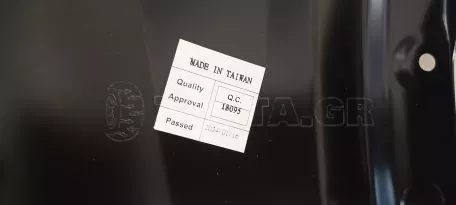 MADE IN TAIWAN
Quality
Approval
Q.C.
18095
Passed